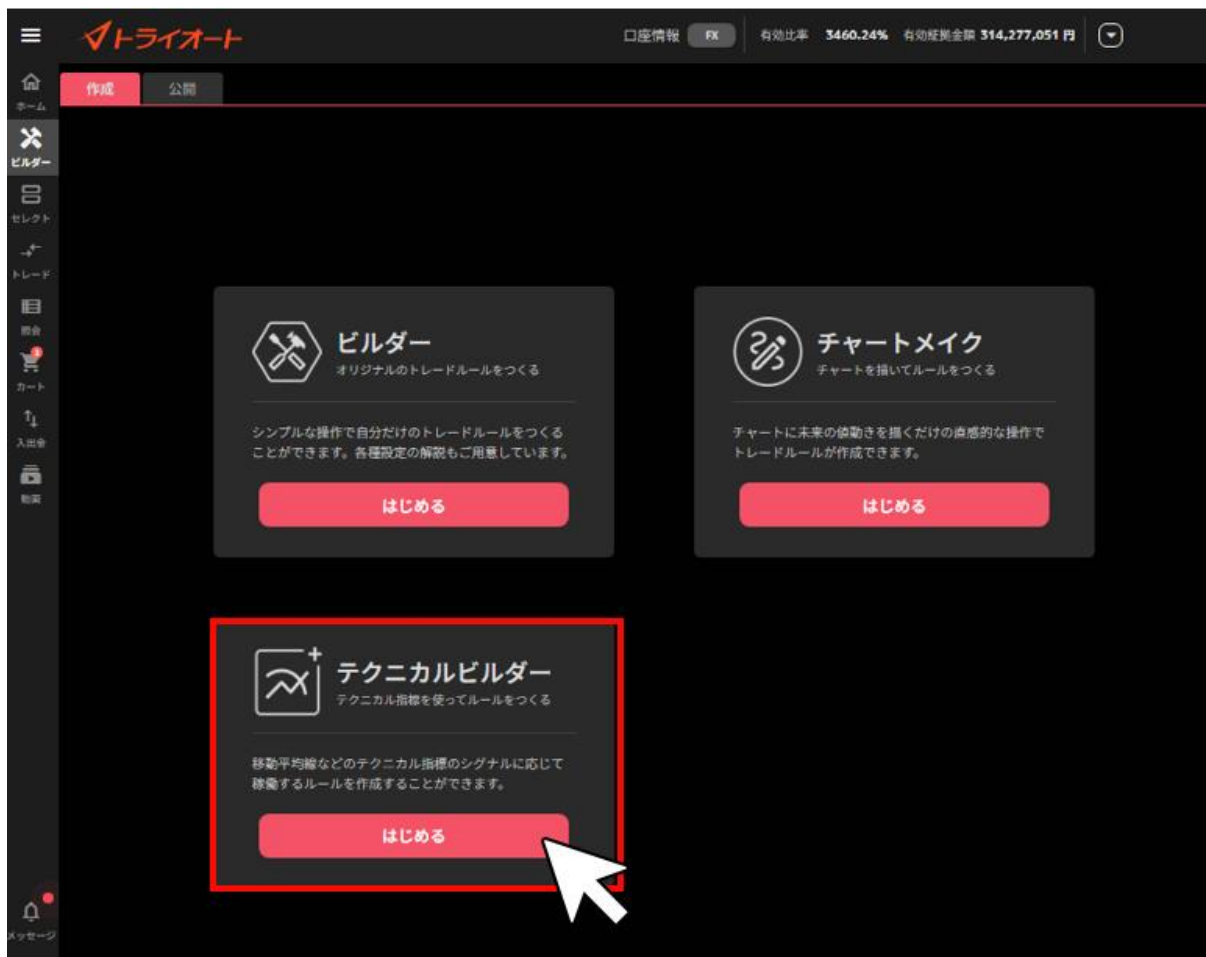 トライオート
口座情報 FX 有効比率 3460.24% 有効証拠金額 314,277,051 円
ホーム
作成 公開
ビルダー
セレクト
トレード
照会
カート
入出金
動画
ビルダー
オリジナルのトレードルールをつくる
シンプルな操作で自分だけのトレードルールをつくる
ことができます。各種設定の解説もご用意しています。
はじめる
チャートメイク
チャートを描いてルールをつくる
チャートに未来の値動きを描くだけの直感的な操作で
トレードルールが作成できます。
はじめる
テクニカルビルダー
テクニカル指標を使ってルールをつくる
移動平均線などのテクニカル指標のシグナルに応じて
稼働するルールを作成することができます。
はじめる
メッセージ